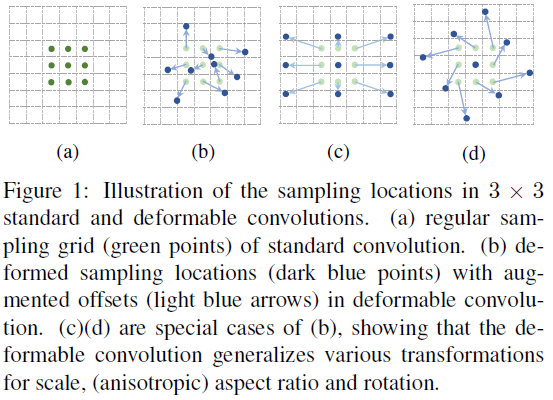 (a) (b) (c) (d)
Figure 1: Illustration of the sampling locations in 3 × 3
standard and deformable convolutions. (a) regular sam-
pling grid (green points) of standard convolution. (b) de-
formed sampling locations (dark blue points) with aug-
mented offsets (light blue arrows) in deformable convolu-
tion. (c)(d) are special cases of (b), showing that the de-
formable convolution generalizes various transformations
for scale, (anisotropic) aspect ratio and rotation.